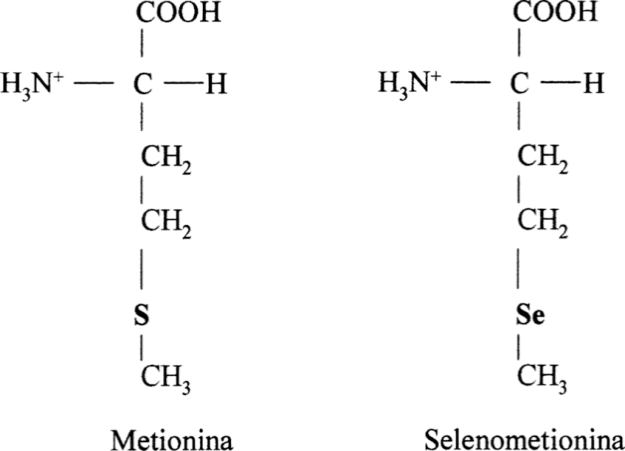 COOH COOH
H₃N⁺ — C — H H₃N⁺ — C — H
CH₂ CH₂
CH₂ CH₂
S Se
CH₃ CH₃
Metionina Selenometionina